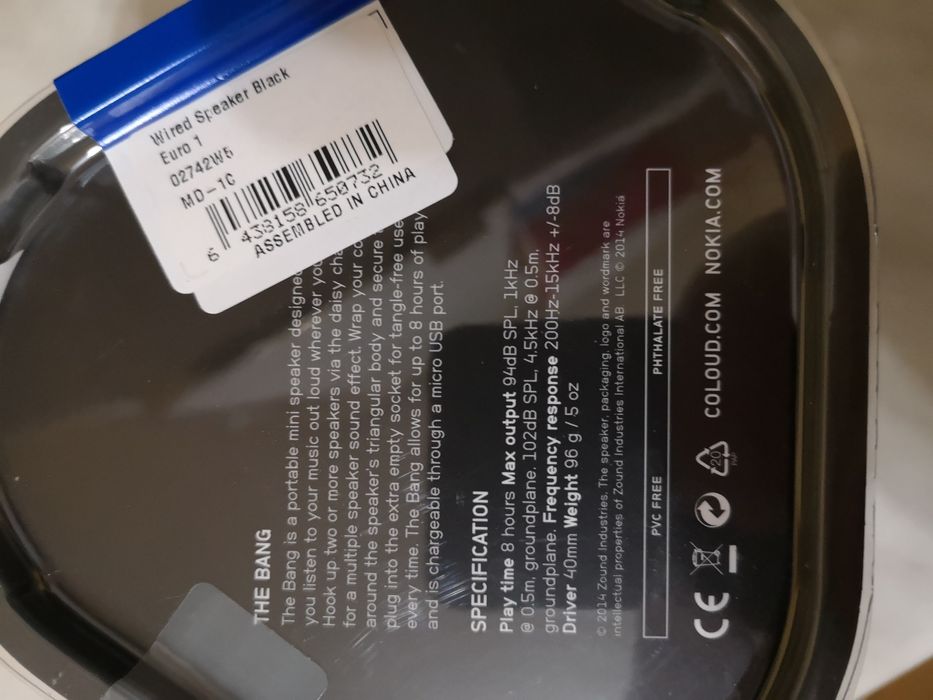 Wired Speaker Black
Euro 1
02742W5
MD-1C
6 438158 650732
ASSEMBLED IN CHINA
THE BANG
The Bang is a portable mini speaker designed
you listen to your music out loud wherever you
Hook up two or more speakers via the daisy
for a multiple speaker sound effect. Wrap your
around the speaker's triangular body and secure
plug into the extra empty socket for tangle-free use
every time. The Bang allows for up to 8 hours of play
and is chargeable through a micro USB port.
SPECIFICATION
Play time 8 hours Max output 94dB SPL, 1kHz
@ 0.5m, groundplane. 102dB SPL, 4.5kHz @ 0.5m,
groundplane. Frequency response 200Hz-15kHz +/-8dB
Driver 40mm Weight 96 g / 5 oz
© 2014 Zound Industries. The speaker, packaging, logo and wordmark are
intellectual properties of Zound Industries International AB LLC © 2014 Nokia
PVC FREE PHTHALATE FREE
CE COLOUD.COM NOKIA.COM